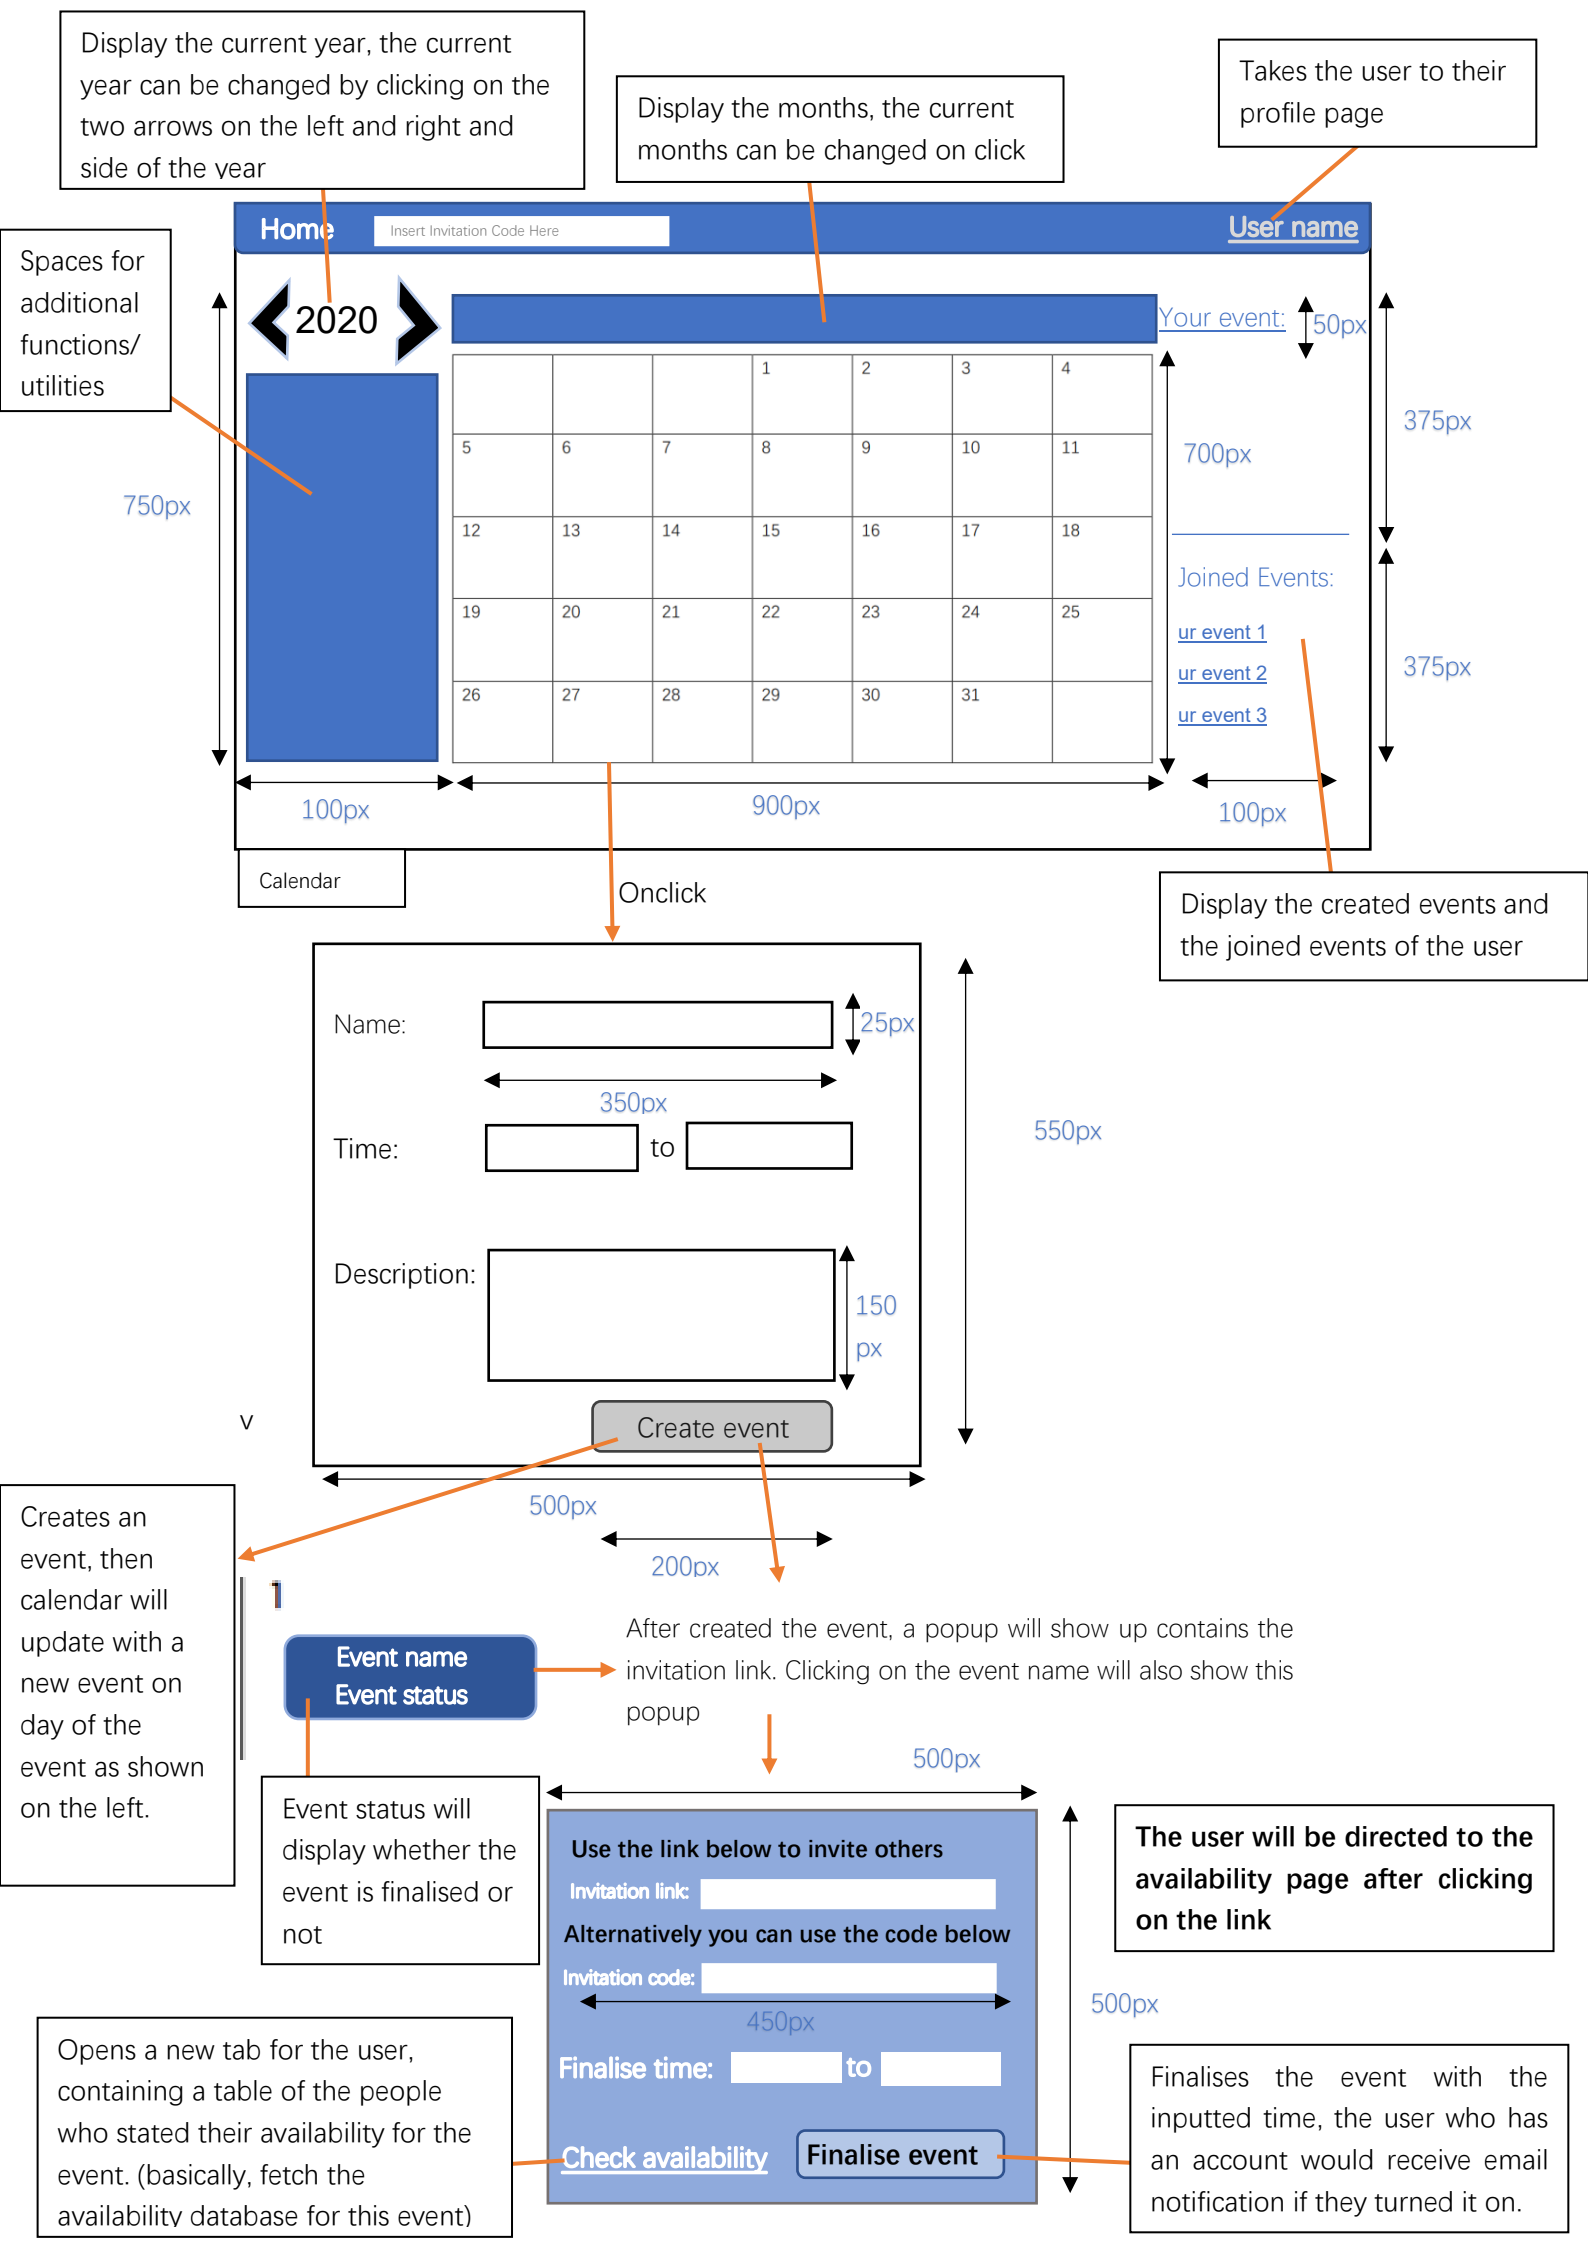 Display the current year, the current
year can be changed by clicking on the
two arrows on the left and right and
side of the year
Display the months, the current
months can be changed on click
Takes the user to their
profile page
Home
Insert Invitation Code Here
User name
Spaces for
additional
functions/
utilities
2020
Your event:
50px
1 2 3 4
5 6 7 8 9 10 11
12 13 14 15 16 17 18
19 20 21 22 23 24 25
26 27 28 29 30 31
750px
700px
375px
Joined Events:
ur event 1
ur event 2
ur event 3
375px
100px
900px
100px
Calendar
Onclick
Display the created events and
the joined events of the user
Name:
25px
350px
Time:
to
550px
Description:
150
px
Create event
v
500px
200px
Creates an
event, then
calendar will
update with a
new event on
day of the
event as shown
on the left.
1
Event name
Event status
After created the event, a popup will show up contains the
invitation link. Clicking on the event name will also show this
popup
Event status will
display whether the
event is finalised or
not
500px
Use the link below to invite others
Invitation link:
Alternatively you can use the code below
Invitation code:
450px
Finalise time:
to
Check availability
Finalise event
500px
The user will be directed to the
availability page after clicking
on the link
Opens a new tab for the user,
containing a table of the people
who stated their availability for the
event. (basically, fetch the
availability database for this event)
Finalises the event with the
inputted time, the user who has
an account would receive email
notification if they turned it on.